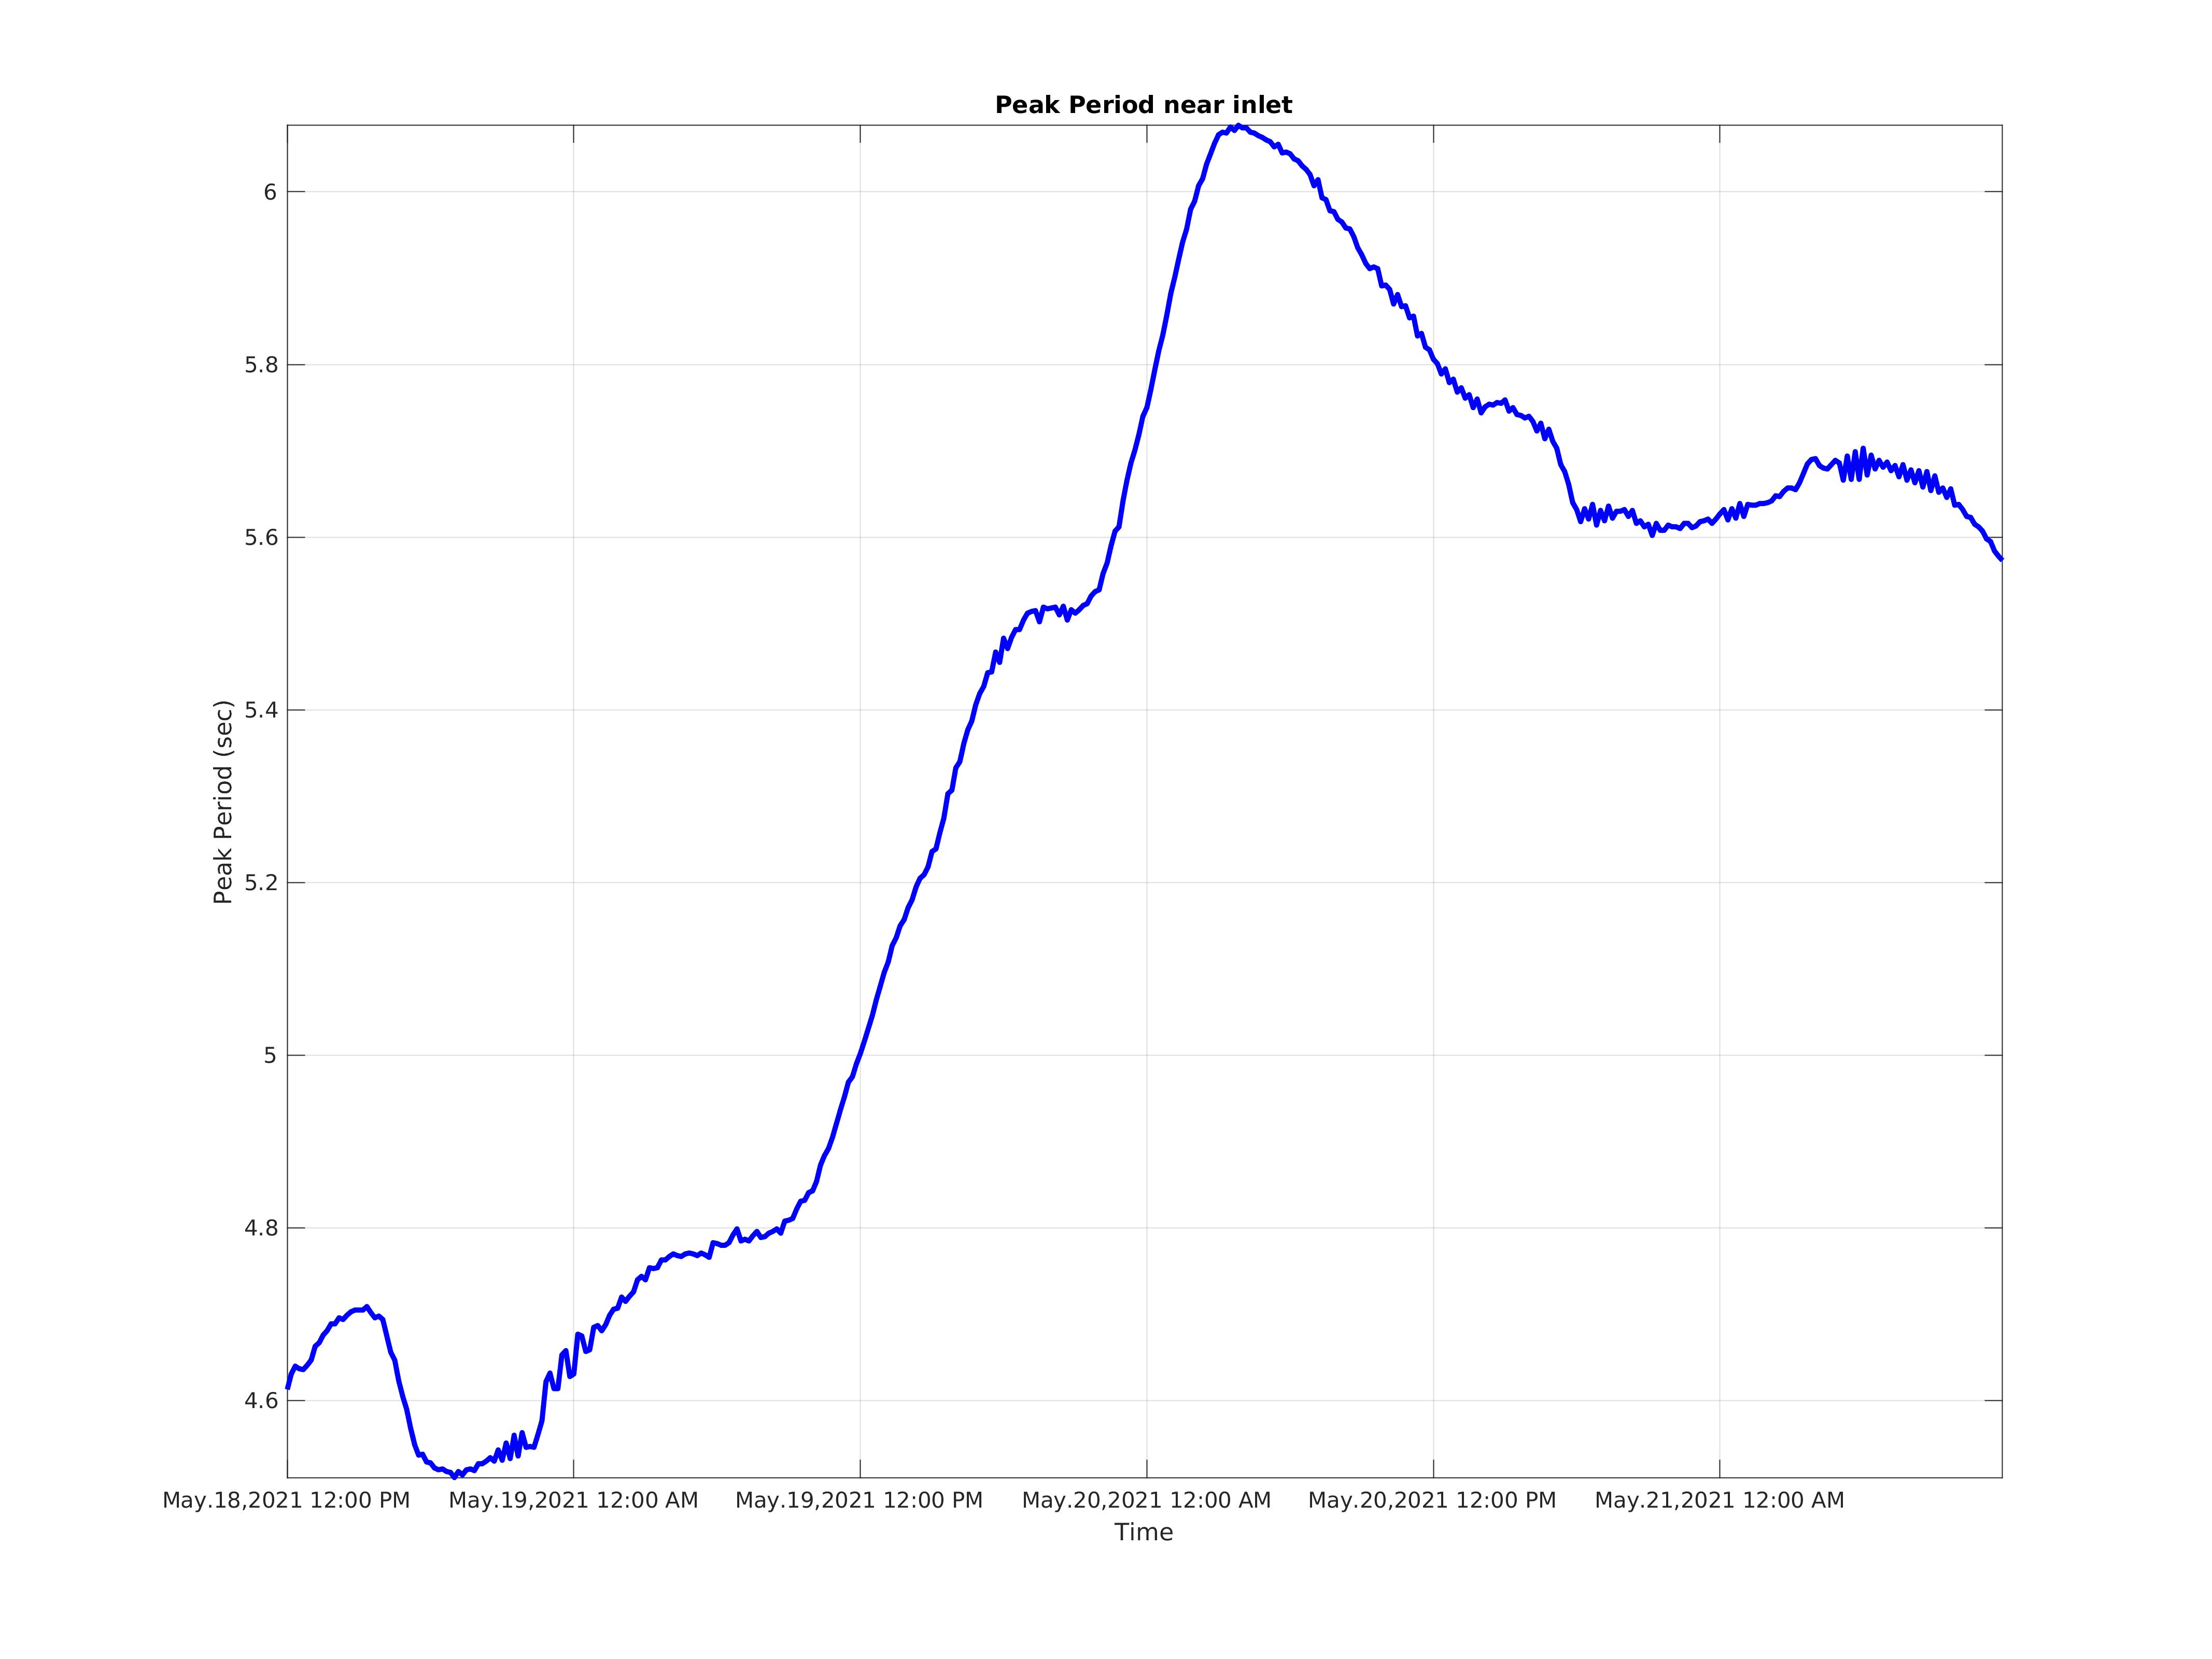 Peak Period near inlet
6
5.8
5.6
5.4
5.2
5
4.8
4.6
Peak Period (sec)
May.18,2021 12:00 PM
May.19,2021 12:00 AM
May.19,2021 12:00 PM
May.20,2021 12:00 AM
May.20,2021 12:00 PM
May.21,2021 12:00 AM
Time